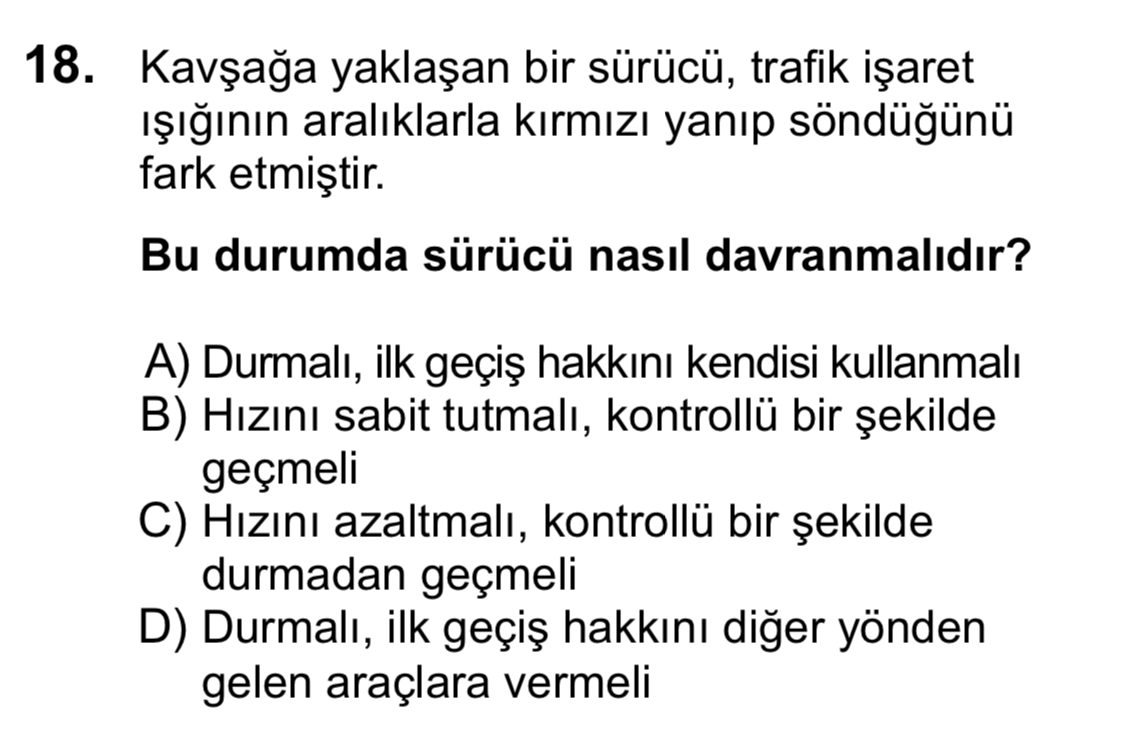 18. Kavşağa yaklaşan bir sürücü, trafik işaret
ışığının aralıklarla kırmızı yanıp söndüğünü
fark etmiştir.
Bu durumda sürücü nasıl davranmalıdır?
A) Durmalı, ilk geçiş hakkını kendisi kullanmalı
B) Hızını sabit tutmalı, kontrollü bir şekilde
geçmeli
C) Hızını azaltmalı, kontrollü bir şekilde
durmadan geçmeli
D) Durmalı, ilk geçiş hakkını diğer yönden
gelen araçlara vermeli